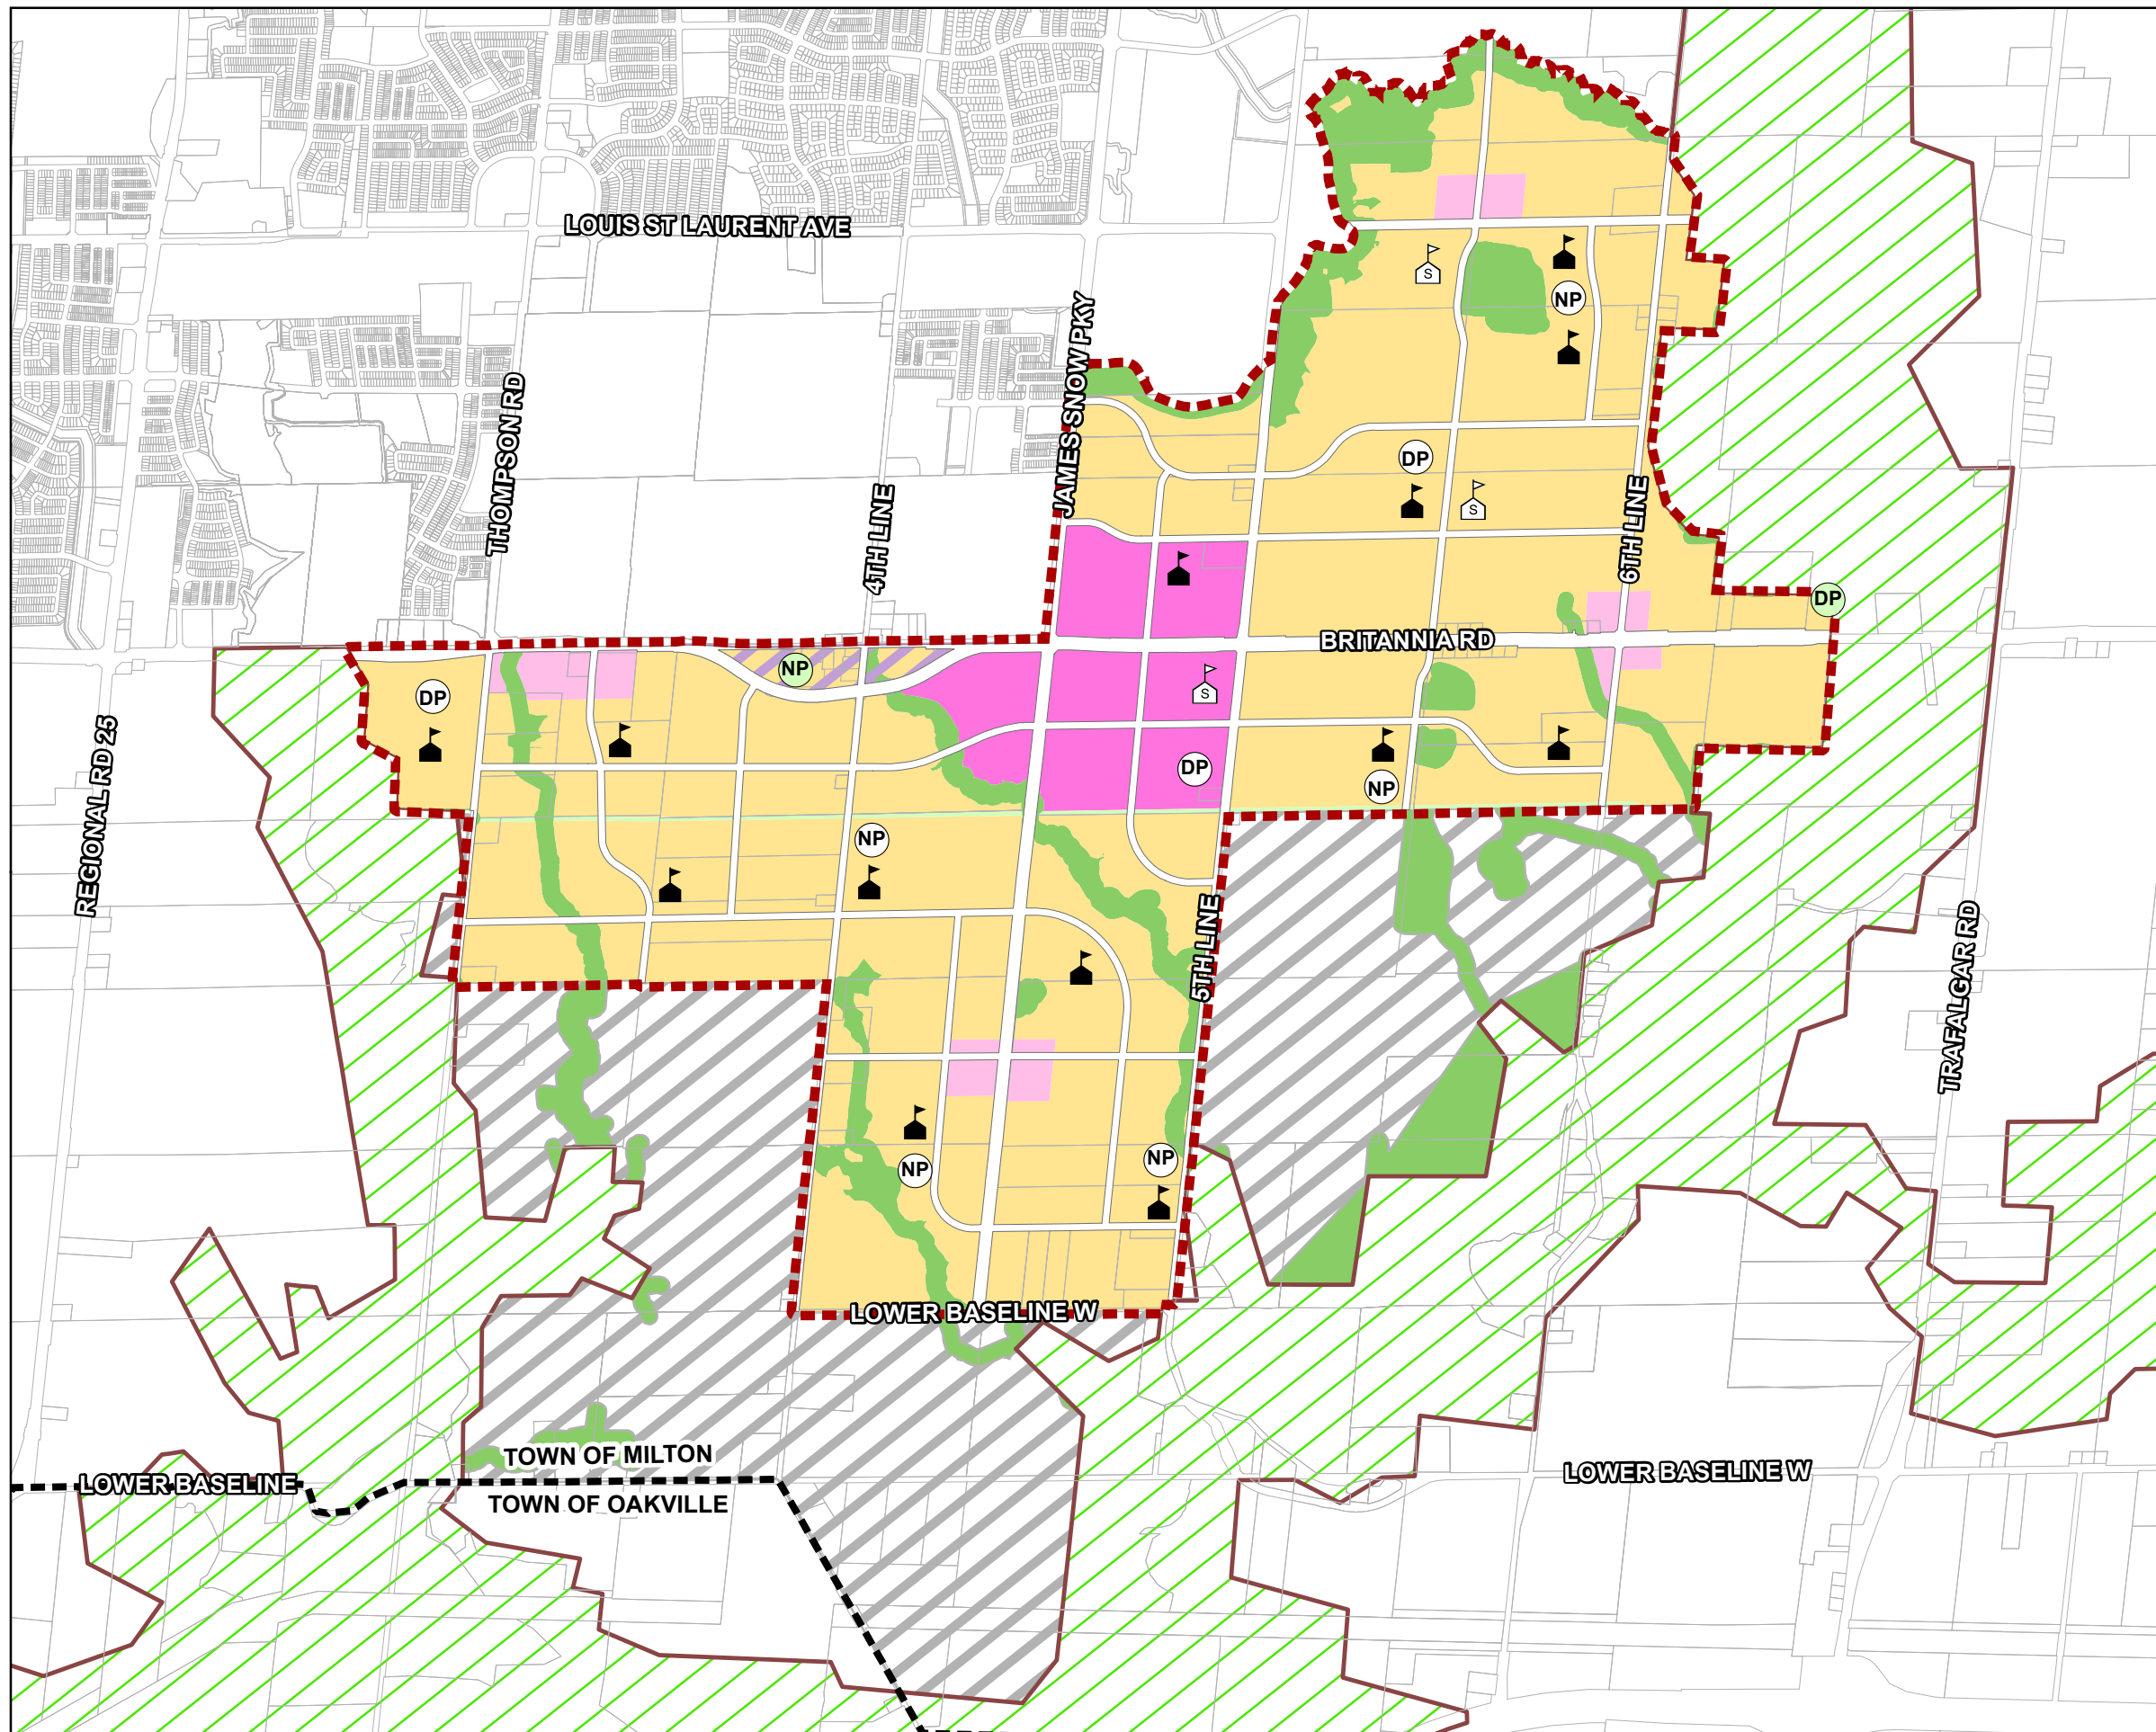 LOUIS ST LAURENT AVE
S
NP
JAMES SNOW PKY
THOMPSON RD
4TH LINE
DP
S
6TH LINE
DP
BRITANNIA RD
NP
DP
S
REGIONAL RD 25
DP
NP
NP
5TH LINE
TRAFALGAR RD
NP
NP
LOWER BASELINE W
TOWN OF MILTON
LOWER BASELINE
LOWER BASELINE W
TOWN OF OAKVILLE